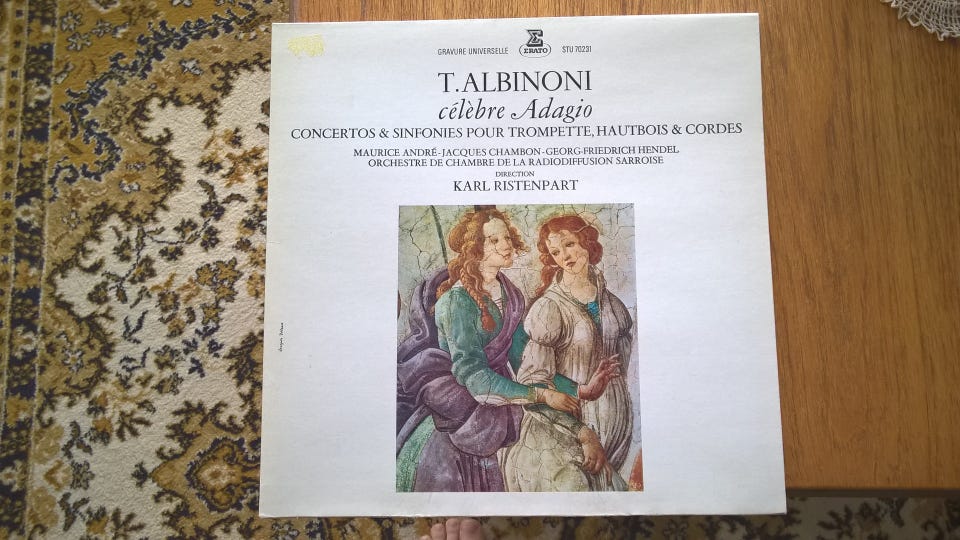 GRAVURE UNIVERSELLE ERATO STU 70231
T. ALBINONI
célèbre Adagio
CONCERTOS & SINFONIES POUR TROMPETTE, HAUTBOIS & CORDES
MAURICE ANDRÉ-JACQUES CHAMBON-GEORG-FRIEDRICH HENDEL
ORCHESTRE DE CHAMBRE DE LA RADIODIFFUSION SARROISE
DIRECTION
KARL RISTENPART